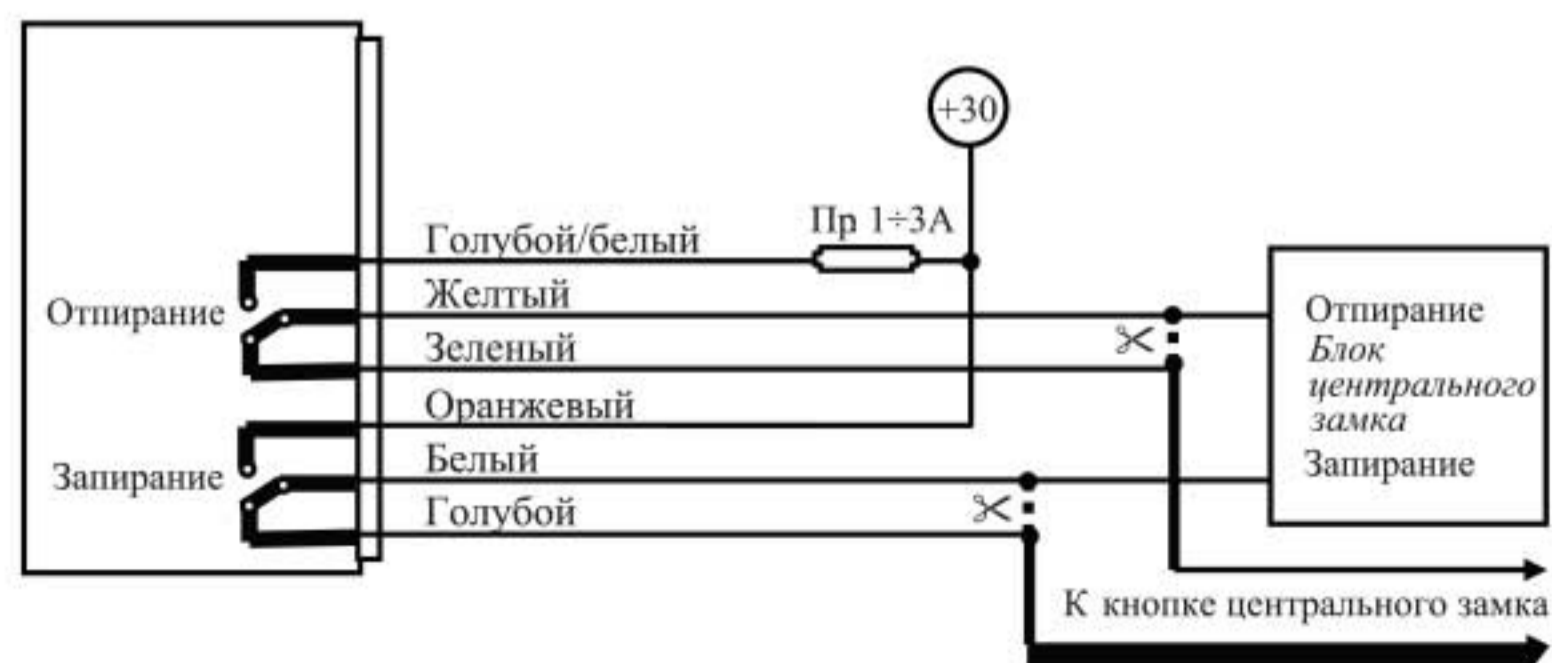 +30
Пр 1÷3А
Голубой/белый
Желтый
Отпирание
Зеленый
Оранжевый
Белый
Запирание
Голубой
Отпирание
Блок
центрального
замка
Запирание
К кнопке центрального замка